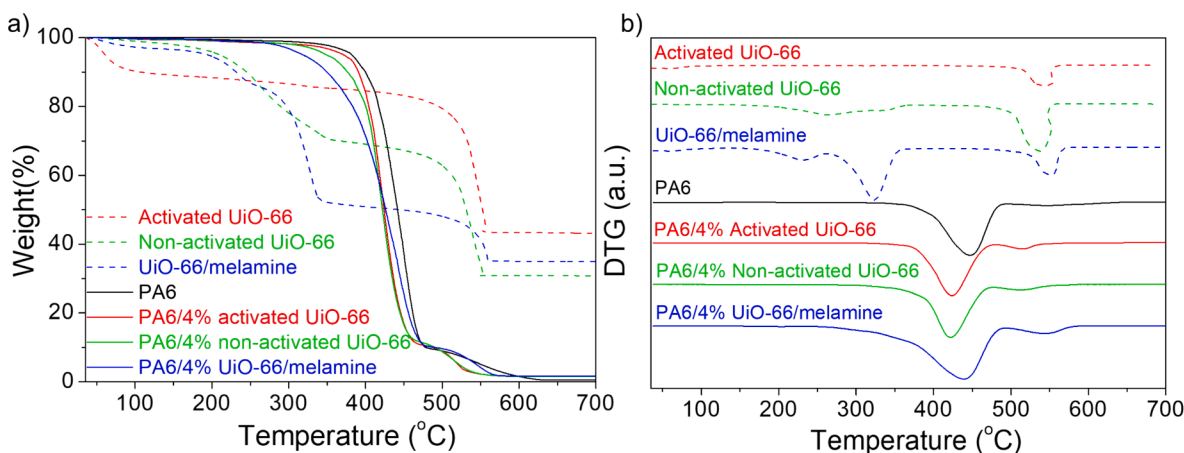 a)
Weight(%)
100
80
60
40
20
0
Activated UiO-66
Non-activated UiO-66
UiO-66/melamine
PA6
PA6/4% activated UiO-66
PA6/4% non-activated UiO-66
PA6/4% UiO-66/melamine
100 200 300 400 500 600 700
Temperature (°C)
b)
DTG (a.u.)
Activated UiO-66
Non-activated UiO-66
UiO-66/melamine
PA6
PA6/4% Activated UiO-66
PA6/4% Non-activated UiO-66
PA6/4% UiO-66/melamine
100 200 300 400 500 600 700
Temperature (°C)